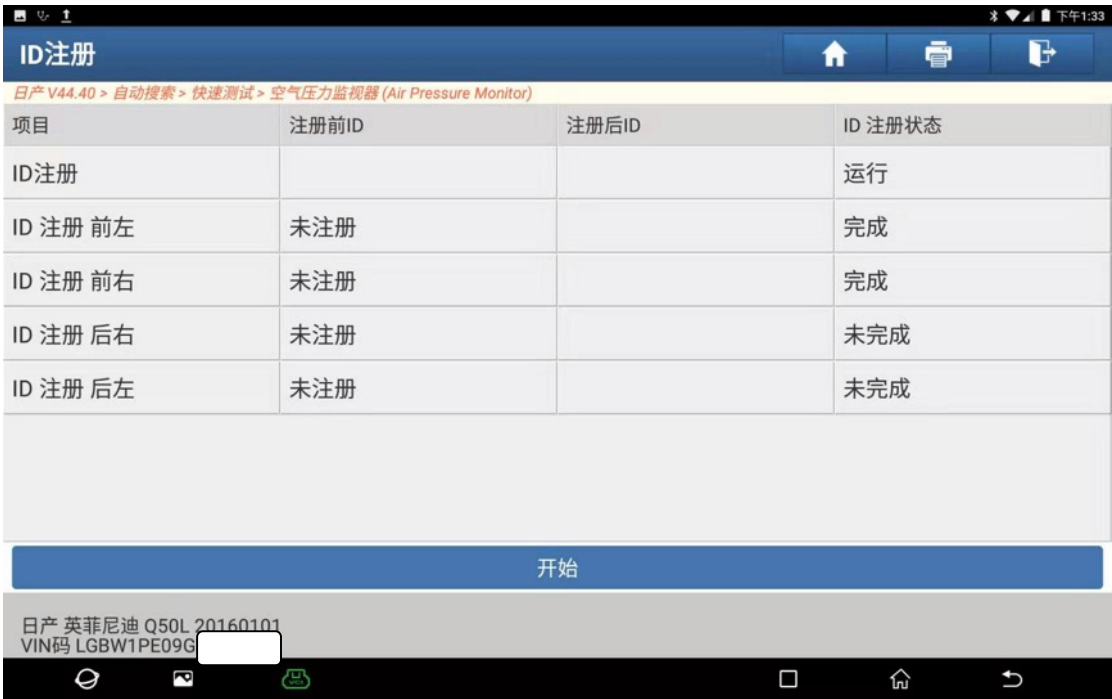 下午1:33
ID注册
日产 V44.40 > 自动搜索 > 快速测试 > 空气压力监视器 (Air Pressure Monitor)
项目 注册前ID 注册后ID ID 注册状态
ID注册 运行
ID 注册 前左 未注册 完成
ID 注册 前右 未注册 完成
ID 注册 后右 未注册 未完成
ID 注册 后左 未注册 未完成
开始
日产 英菲尼迪 Q50L 20160101
VIN码 LGBW1PE09G